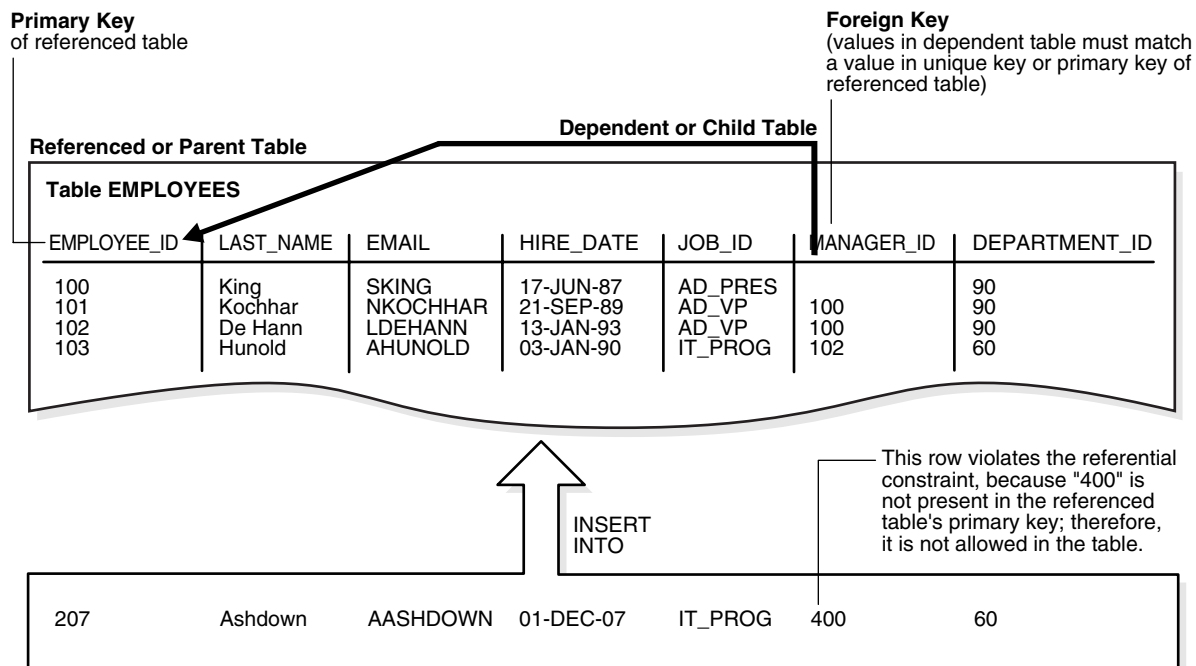 Primary Key
of referenced table
Foreign Key
(values in dependent table must match
a value in unique key or primary key of
referenced table)
Dependent or Child Table
Referenced or Parent Table
Table EMPLOYEES
EMPLOYEE_ID LAST_NAME EMAIL HIRE_DATE JOB_ID MANAGER_ID DEPARTMENT_ID
100 King SKING 17-JUN-87 AD_PRES 90
101 Kochhar NKOCHHAR 21-SEP-89 AD_VP 100 90
102 De Hann LDEHANN 13-JAN-93 AD_VP 100 90
103 Hunold AHUNOLD 03-JAN-90 IT_PROG 102 60
This row violates the referential
constraint, because "400" is
not present in the referenced
table's primary key; therefore,
it is not allowed in the table.
INSERT
INTO
207 Ashdown AASHDOWN 01-DEC-07 IT_PROG 400 60